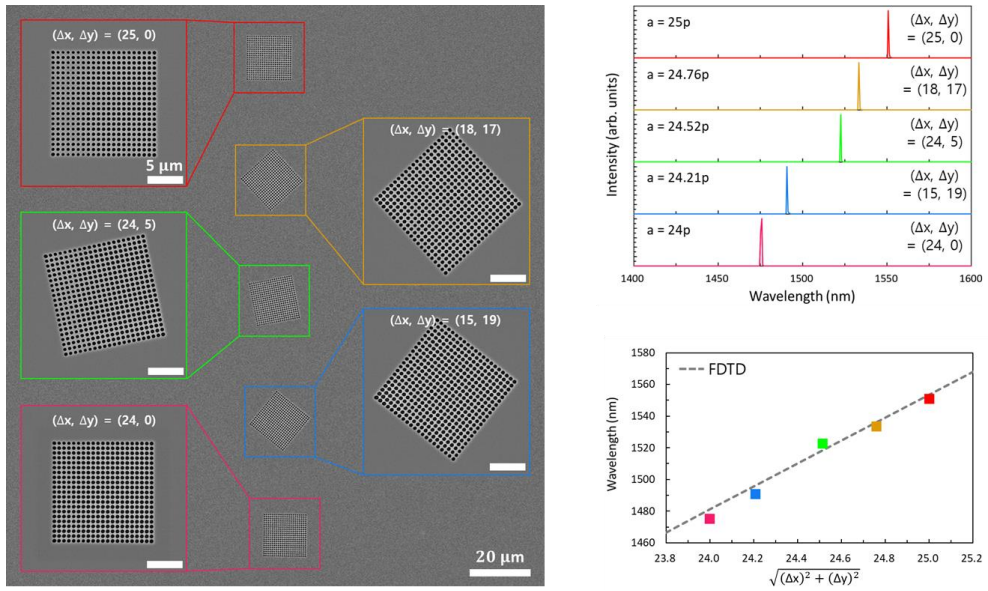 (Δx, Δy) = (25, 0)
5 μm
(Δx, Δy) = (18, 17)
(Δx, Δy) = (24, 5)
(Δx, Δy) = (15, 19)
(Δx, Δy) = (24, 0)
20 μm
Intensity (arb. units)
a = 25p
(Δx, Δy)
= (25, 0)
a = 24.76p
(Δx, Δy)
= (18, 17)
a = 24.52p
(Δx, Δy)
= (24, 5)
a = 24.21p
(Δx, Δy)
= (15, 19)
a = 24p
(Δx, Δy)
= (24, 0)
1400 1450 1500 1550 1600
Wavelength (nm)
Wavelength (nm)
1580
1560
1540
1520
1500
1480
1460
FDTD
23.8 24.0 24.2 24.4 24.6 24.8 25.0 25.2
√(Δx)² + (Δy)²